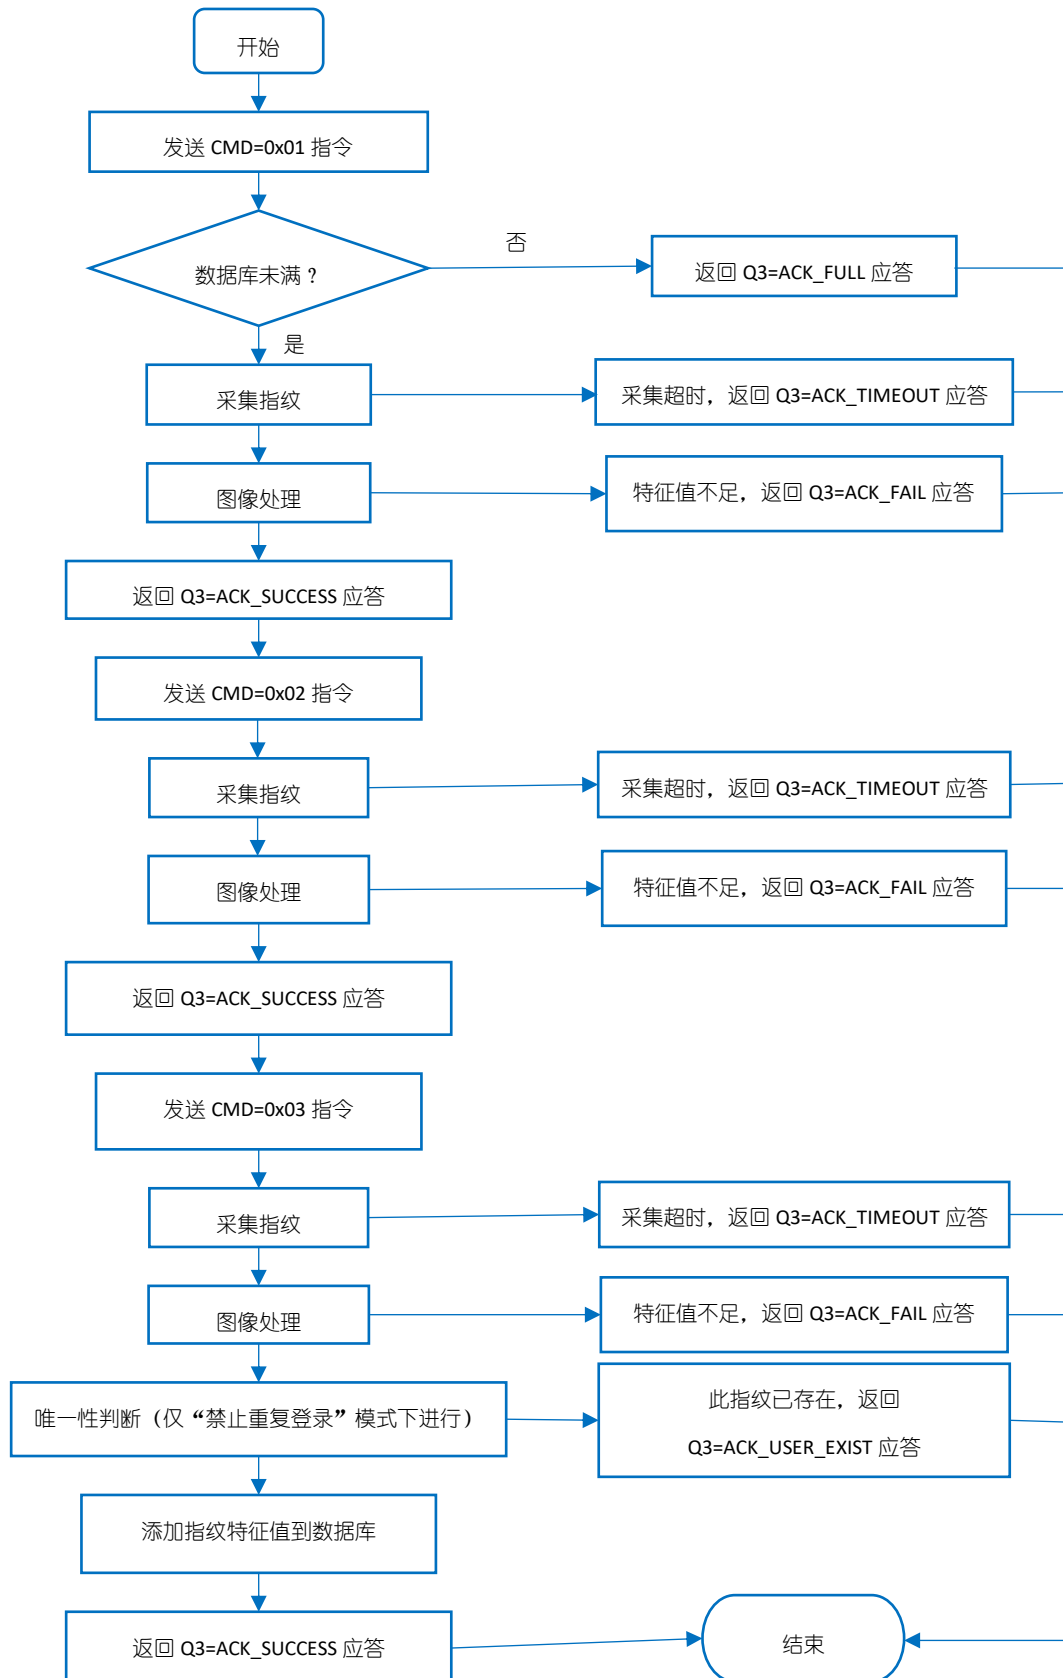 开始
发送 CMD=0x01 指令
数据库未满？
否
返回 Q3=ACK_FULL 应答
是
采集指纹
采集超时，返回 Q3=ACK_TIMEOUT 应答
图像处理
特征值不足，返回 Q3=ACK_FAIL 应答
返回 Q3=ACK_SUCCESS 应答
发送 CMD=0x02 指令
采集指纹
采集超时，返回 Q3=ACK_TIMEOUT 应答
图像处理
特征值不足，返回 Q3=ACK_FAIL 应答
返回 Q3=ACK_SUCCESS 应答
发送 CMD=0x03 指令
采集指纹
采集超时，返回 Q3=ACK_TIMEOUT 应答
图像处理
特征值不足，返回 Q3=ACK_FAIL 应答
唯一性判断（仅“禁止重复登录”模式下进行）
此指纹已存在，返回
Q3=ACK_USER_EXIST 应答
添加指纹特征值到数据库
返回 Q3=ACK_SUCCESS 应答
结束